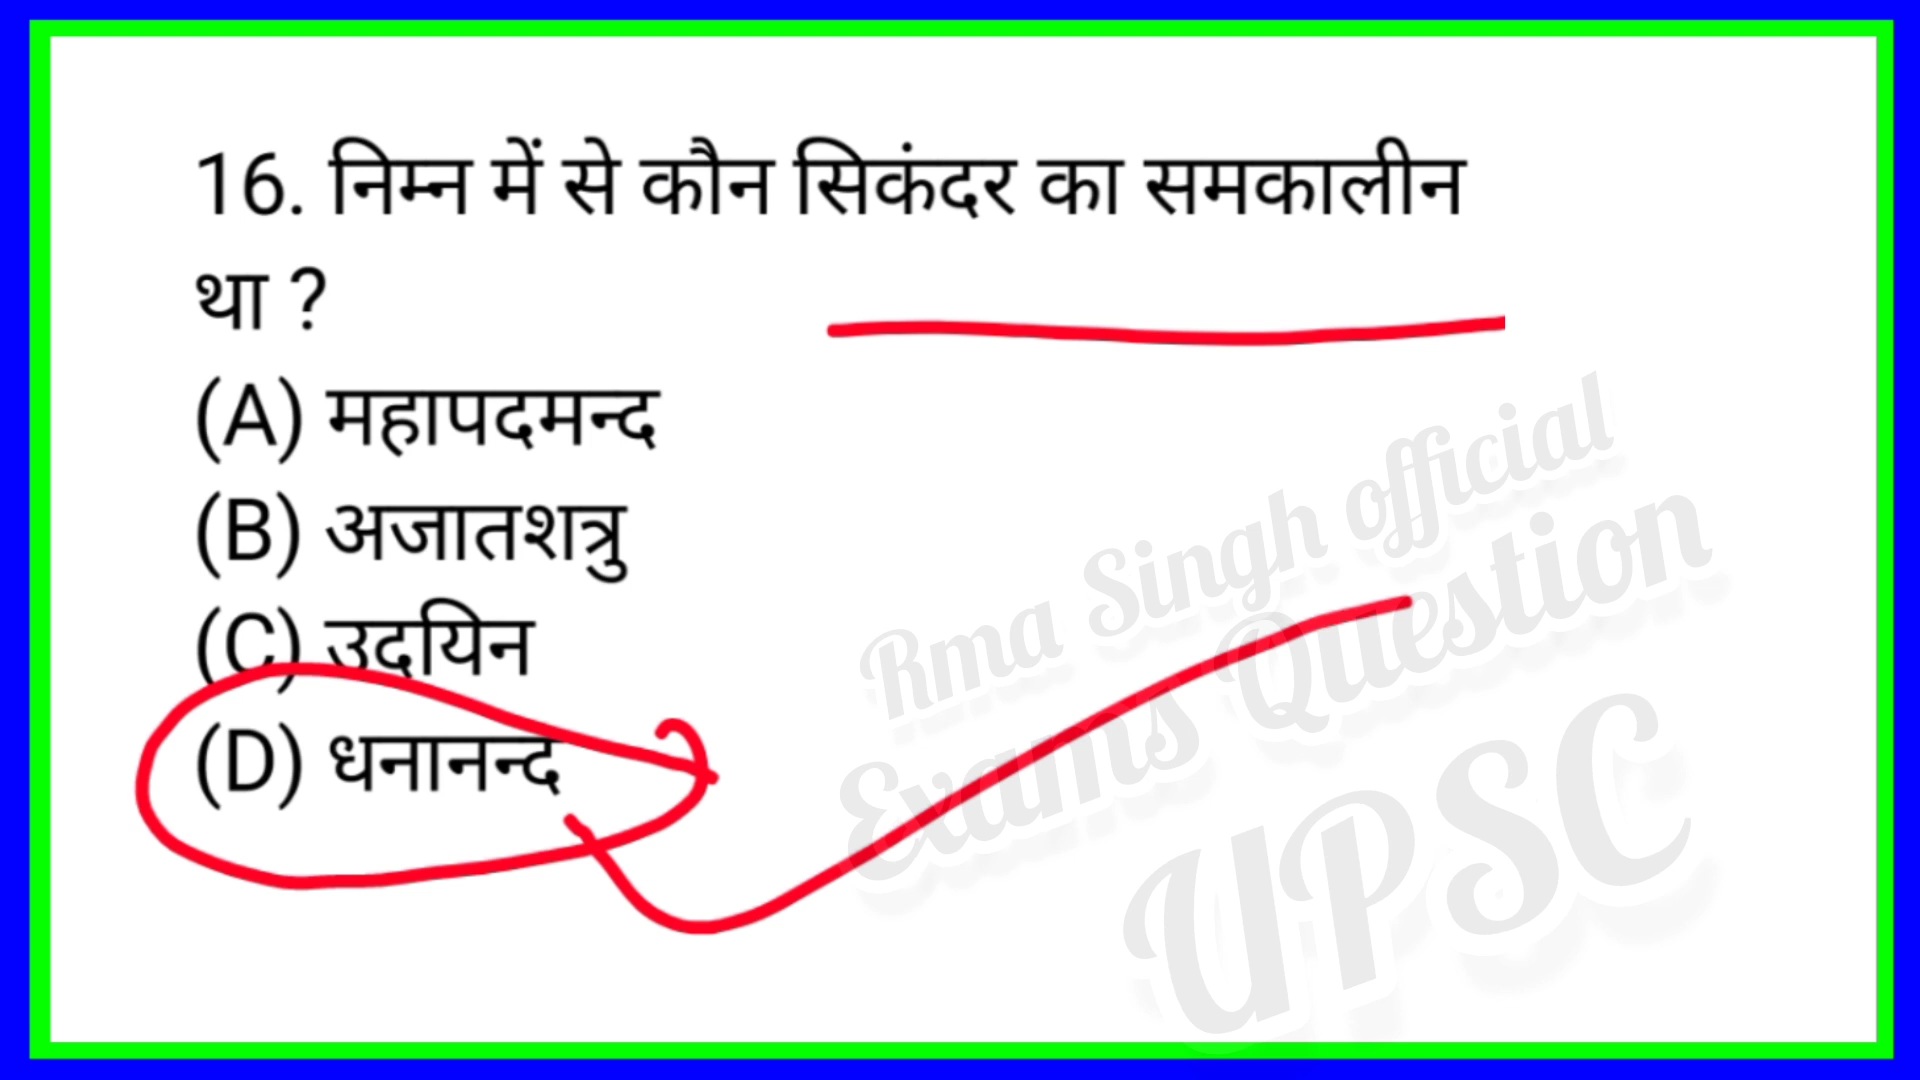 16. निम्न में से कौन सिकंदर का समकालीन
था ?
(A) महापदमन्द
(B) अजातशत्रु
(C) उदयिन
(D) धनानन्द
Rma Singh official
Exams Question
UPSC